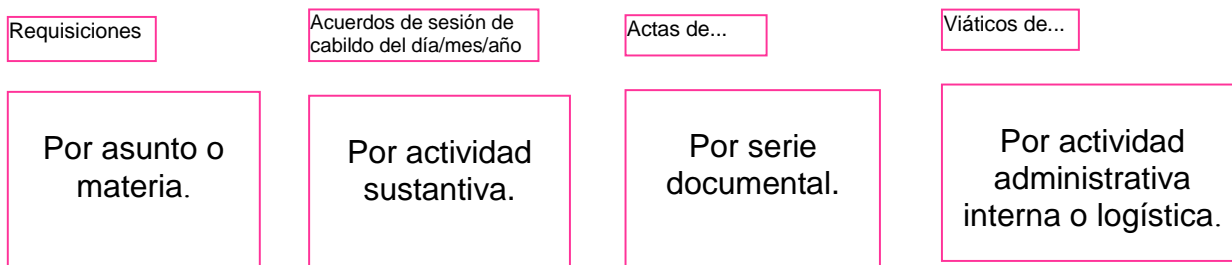 Requisiciones
Acuerdos de sesión de
cabildo del día/mes/año
Actas de...
Viáticos de...
Por asunto o
materia.
Por actividad
sustantiva.
Por serie
documental.
Por actividad
administrativa
interna o logística.